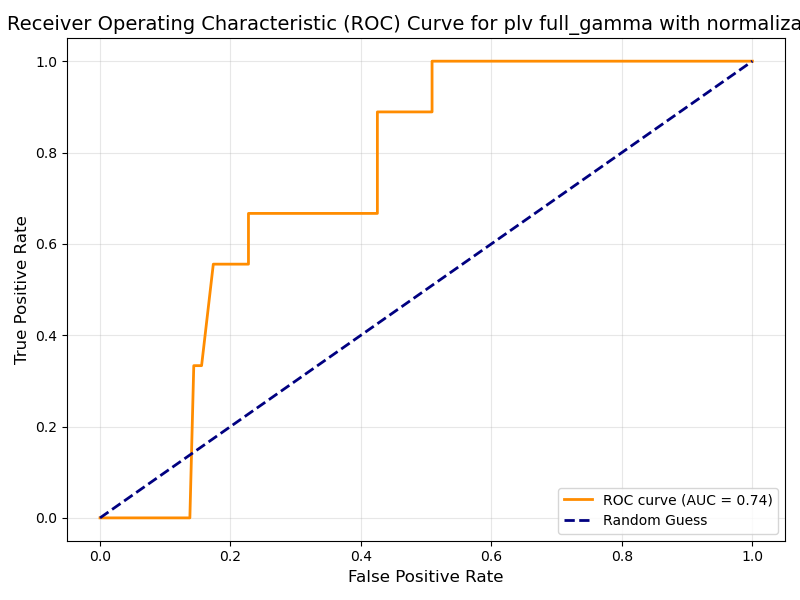 Receiver Operating Characteristic (ROC) Curve for plv full_gamma with normaliza
1.0
0.8
0.6
0.4
0.2
0.0
True Positive Rate
0.0 0.2 0.4 0.6 0.8 1.0
False Positive Rate
ROC curve (AUC = 0.74)
Random Guess